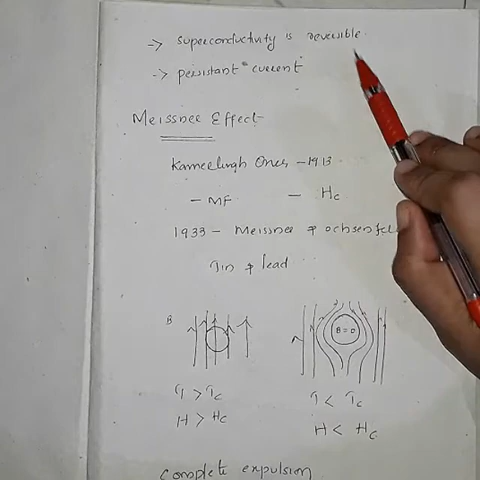 -> superconductivity is reversible.
-> persistant current
Meissner Effect
Kameelingh Ones - 1913
- MF - Hc
1933 - Meissner & ochsenfel
Tin & lead
B
B=0
T > Tc
T < Tc
H > Hc
H < Hc
Complete expulsion